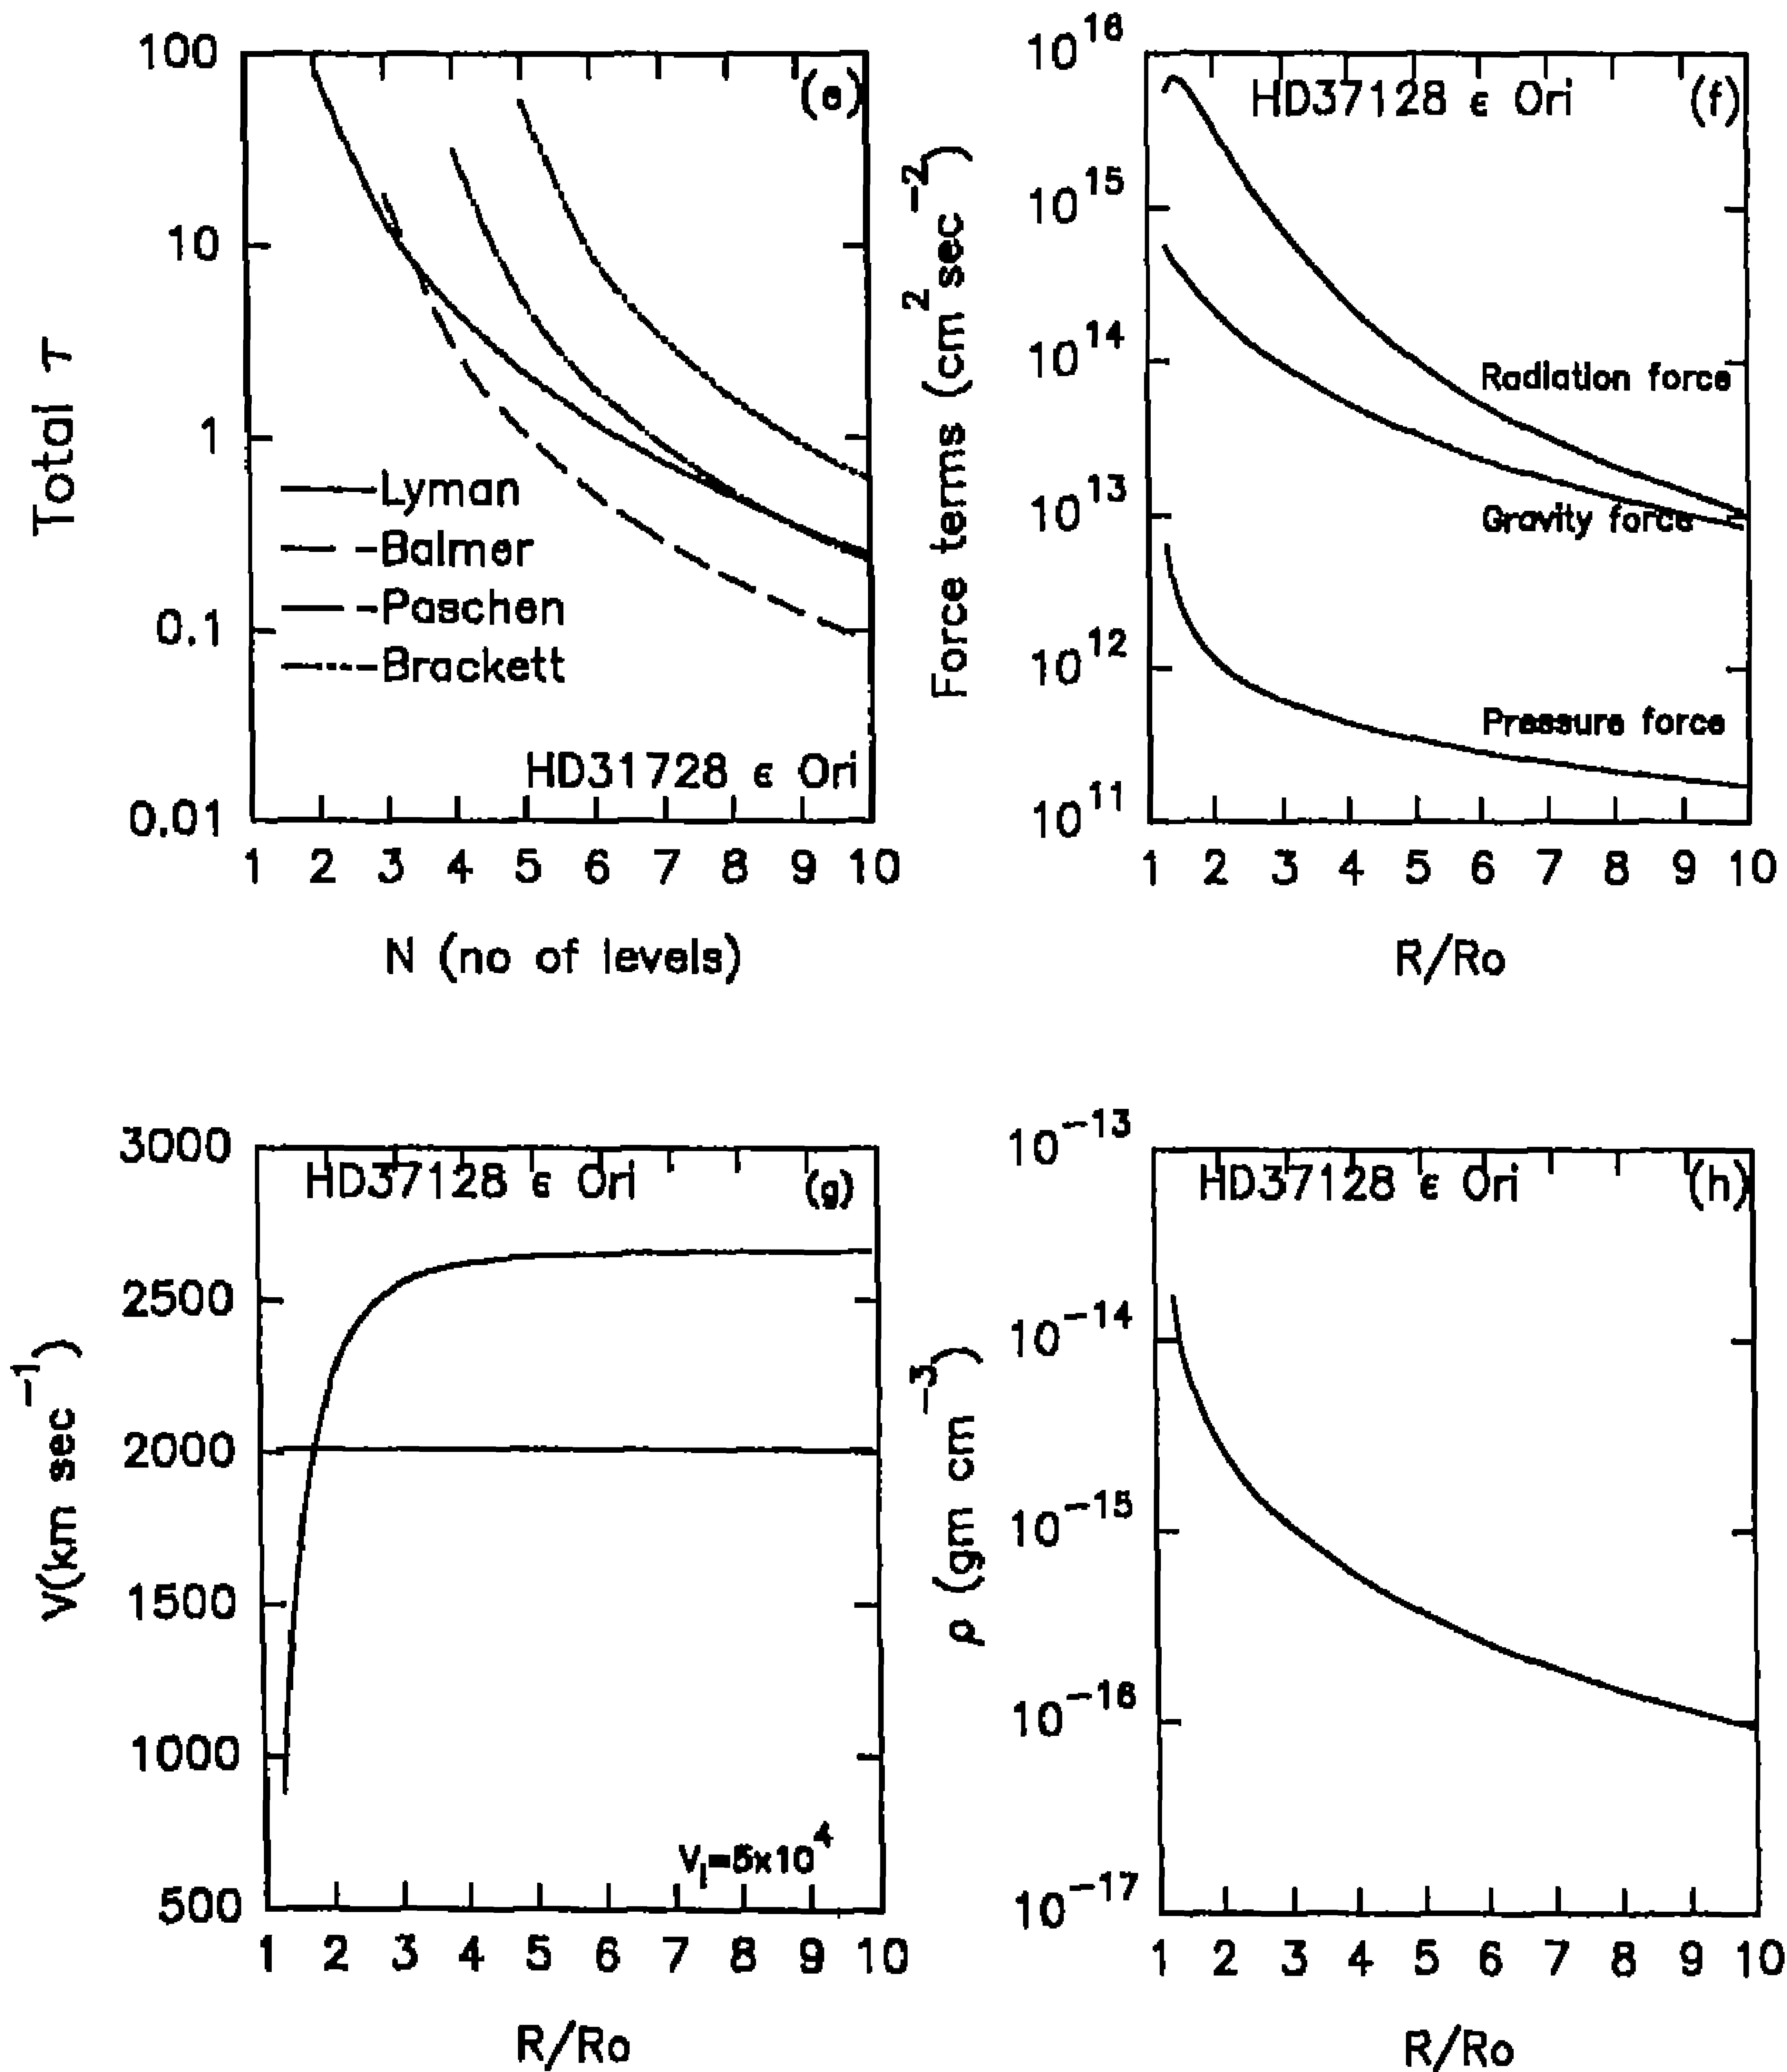 (e)
100
10
1
0.1
0.01
Total τ
Lyman
Balmer
Paschen
Brackett
HD31728 ϵ Ori
1 2 3 4 5 6 7 8 9 10
N (no of levels)
HD37128 ϵ Ori (f)
10^16
10^15
10^14
10^13
10^12
10^11
Force terms (cm^2 sec^-2)
Radiation force
Gravity force
Pressure force
1 2 3 4 5 6 7 8 9 10
R/Ro
HD37128 ϵ Ori (g)
3000
2500
2000
1500
1000
500
V(km sec^-1)
V_I=5x10^4
1 2 3 4 5 6 7 8 9 10
R/Ro
HD37128 ϵ Ori (h)
10^-13
10^-14
10^-15
10^-16
10^-17
ρ (gm cm^-3)
1 2 3 4 5 6 7 8 9 10
R/Ro